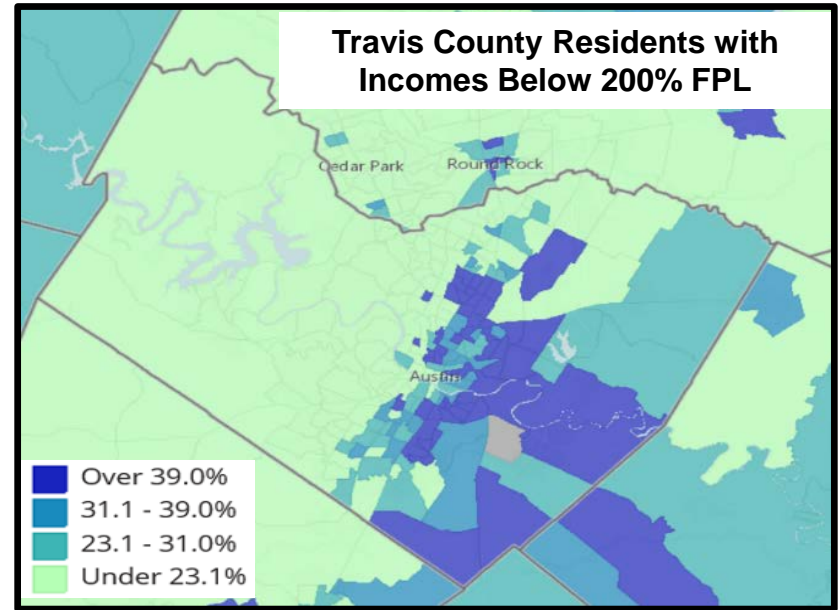 Travis County Residents with
Incomes Below 200% FPL
Cedar Park
Round Rock
Austin
Over 39.0%
31.1 - 39.0%
23.1 - 31.0%
Under 23.1%